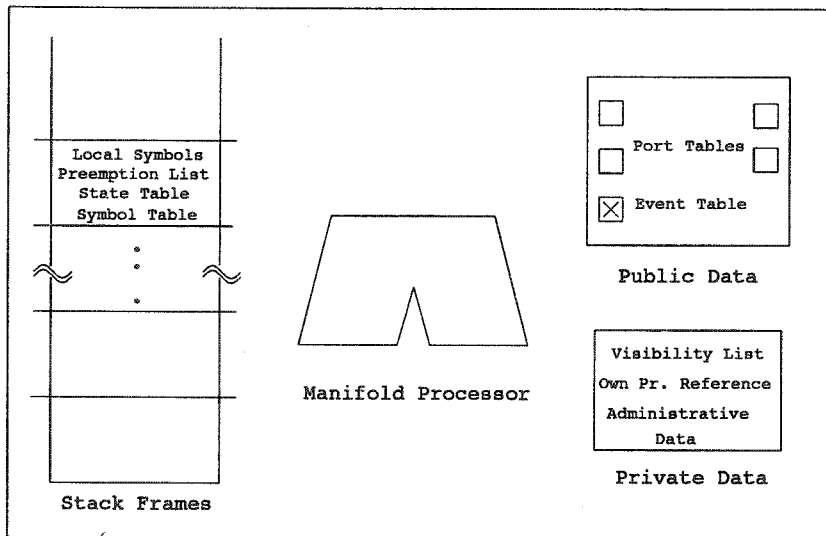 Local Symbols
Preemption List
State Table
Symbol Table
Stack Frames
Manifold Processor
Port Tables
Event Table
Public Data
Visibility List
Own Pr. Reference
Administrative
Data
Private Data